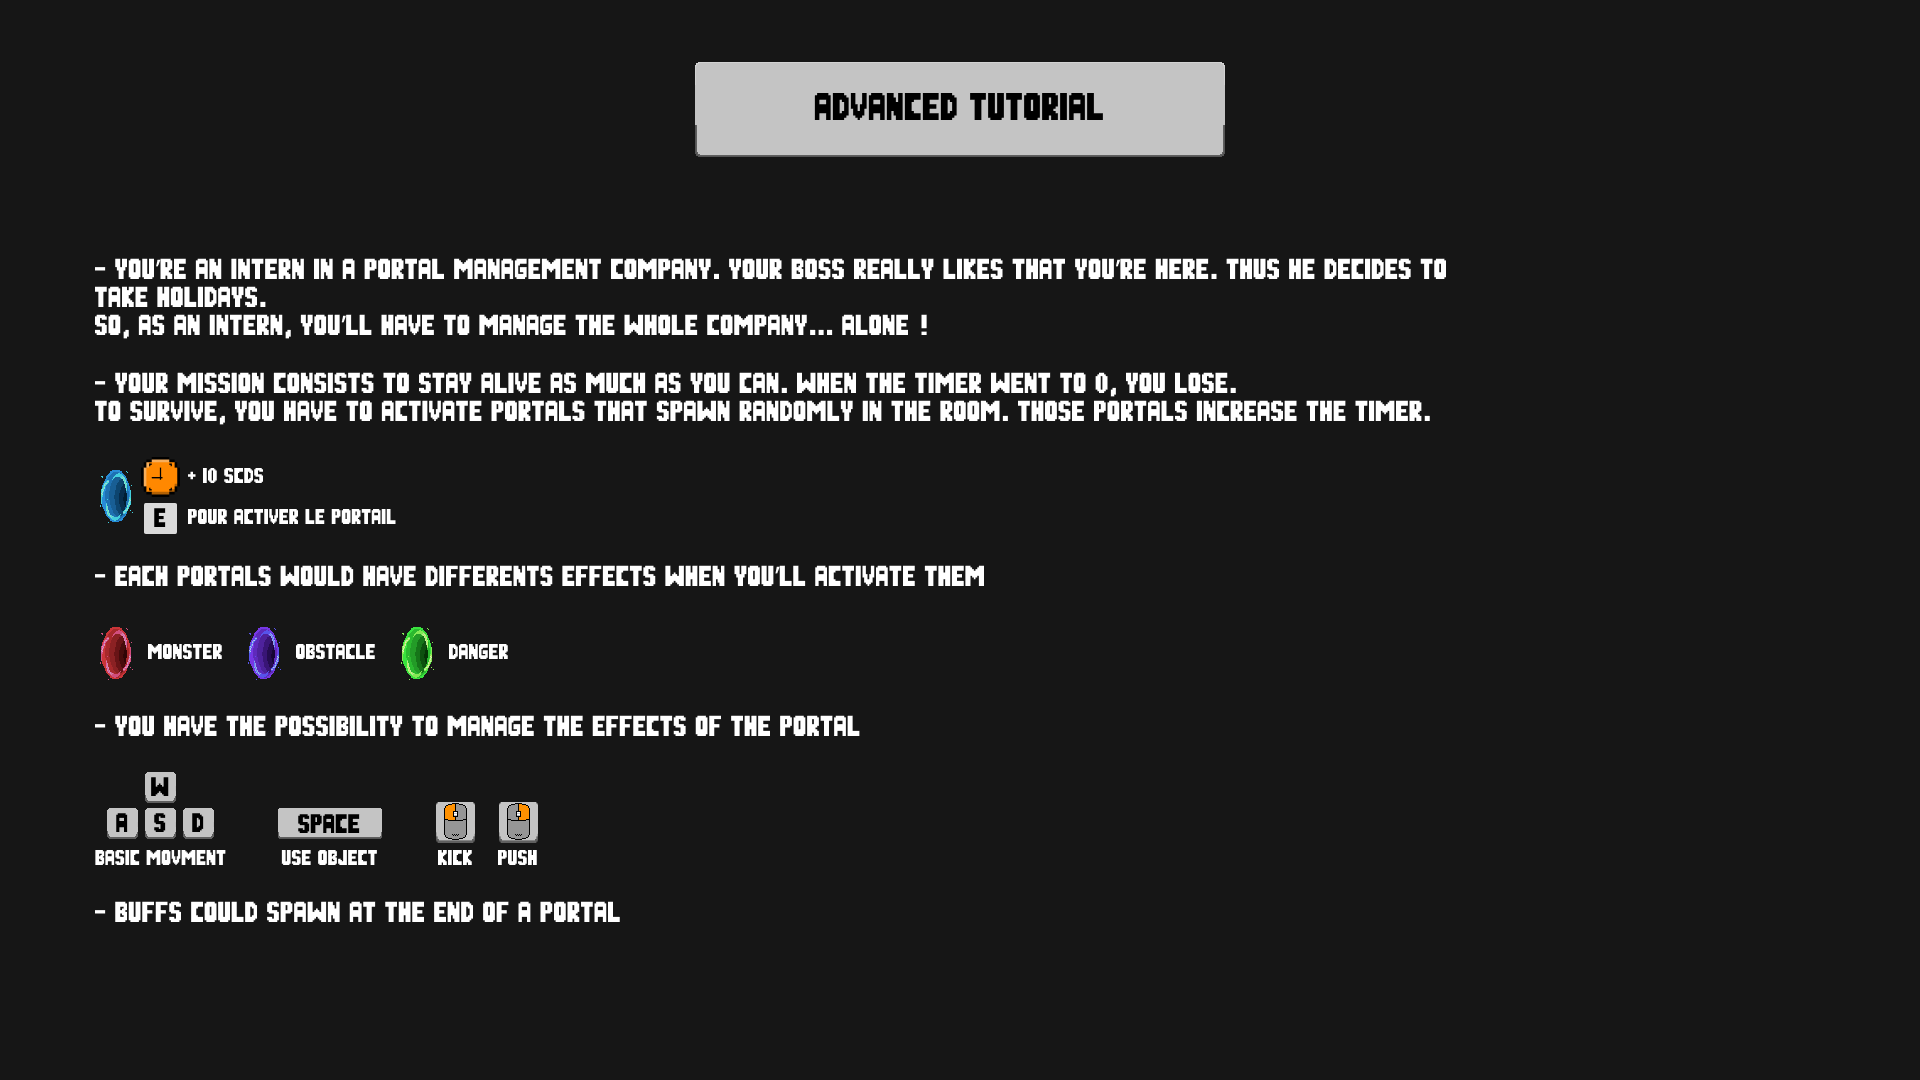 ADVANCED TUTORIAL
- YOU'RE AN INTERN IN A PORTAL MANAGEMENT COMPANY. YOUR BOSS REALLY LIKES THAT YOU'RE HERE. THUS HE DECIDES TO
TAKE HOLIDAYS.
SO, AS AN INTERN, YOU'LL HAVE TO MANAGE THE WHOLE COMPANY... ALONE !
- YOUR MISSION CONSISTS TO STAY ALIVE AS MUCH AS YOU CAN. WHEN THE TIMER WENT TO 0, YOU LOSE.
TO SURVIVE, YOU HAVE TO ACTIVATE PORTALS THAT SPAWN RANDOMLY IN THE ROOM. THOSE PORTALS INCREASE THE TIMER.
+ 10 SCDS
E POUR ACTIVER LE PORTAIL
- EACH PORTALS WOULD HAVE DIFFERENTS EFFECTS WHEN YOU'LL ACTIVATE THEM
MONSTER OBSTACLE DANGER
- YOU HAVE THE POSSIBILITY TO MANAGE THE EFFECTS OF THE PORTAL
W
A S D SPACE
BASIC MOVMENT USE OBJECT KICK PUSH
- BUFFS COULD SPAWN AT THE END OF A PORTAL